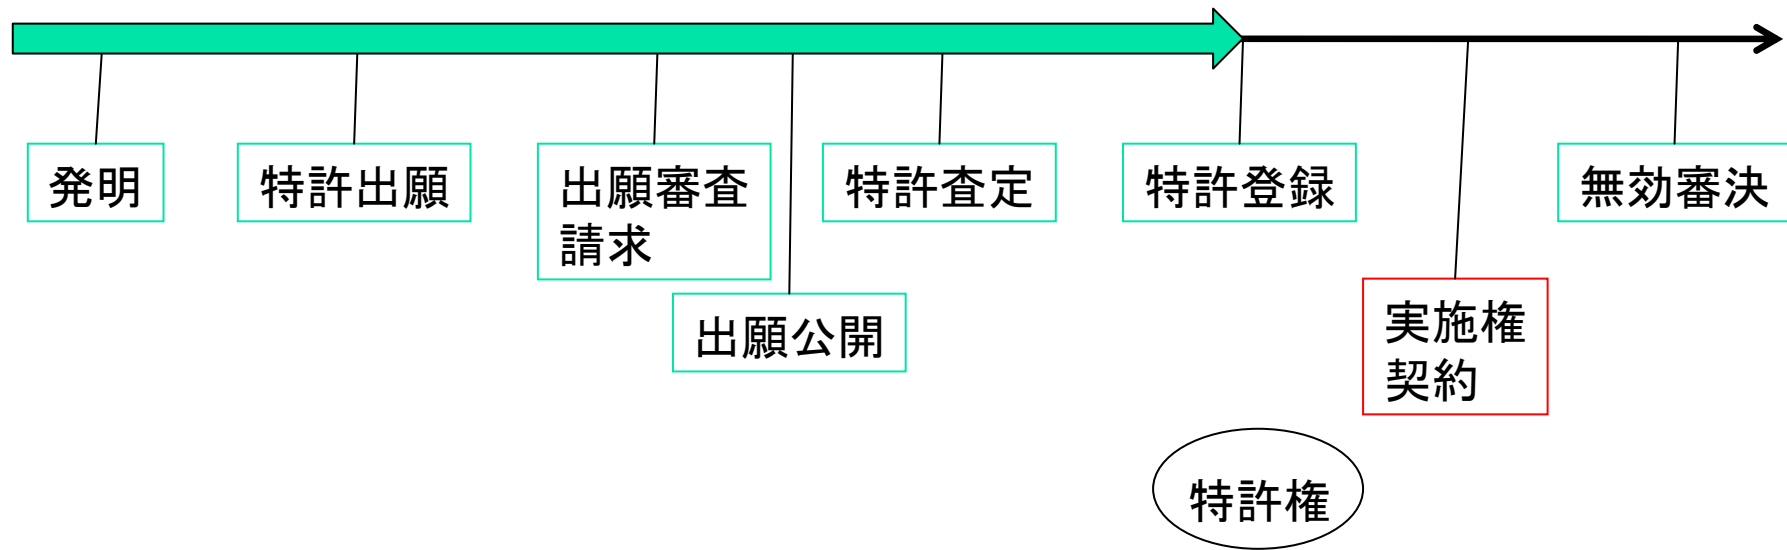 発明
特許出願
出願審査
請求
出願公開
特許査定
特許登録
実施権
契約
無効審決
特許権